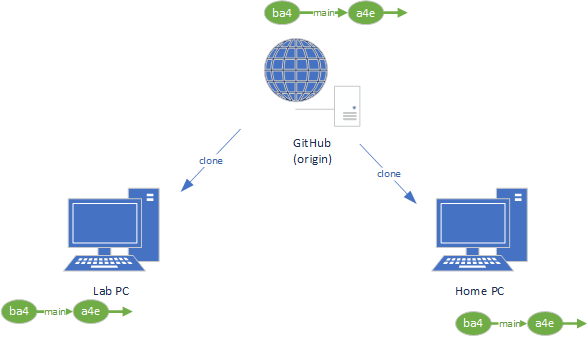 ba4 main a4e
GitHub
(origin)
clone
clone
Lab PC
Home PC
ba4 main a4e
ba4 main a4e